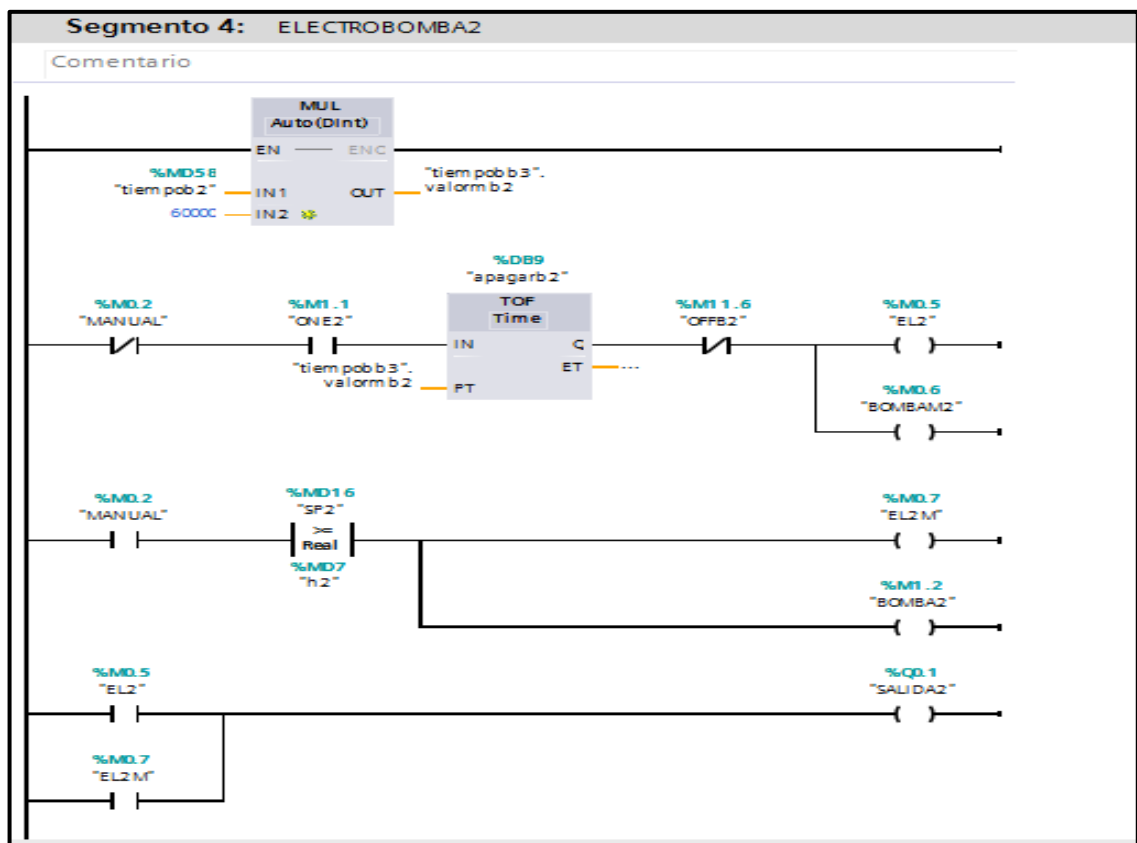 Segmento 4: ELECTROBOMBA2
Comentario
MUL
Auto (DInt)
EN ENC
%MD58
"tiempob2"
IN1 OUT
"tiempobb3".
valormb2
60000
IN2
%DB9
"apagarb2"
%M0.2
"MANUAL"
%M1.1
"ONE2"
TOF
Time
%M11.6
"OFFB2"
%M0.5
"EL2"
IN Q
ET ...
"tiempobb3".
valormb2
PT
%M0.6
"BOMBAM2"
%M0.2
"MANUAL"
%MD16
"SP2"
>=
Real
%MD7
"h2"
%M0.7
"EL2M"
%M1.2
"BOMBA2"
%M0.5
"EL2"
%Q0.1
"SALIDA2"
%M0.7
"EL2M"